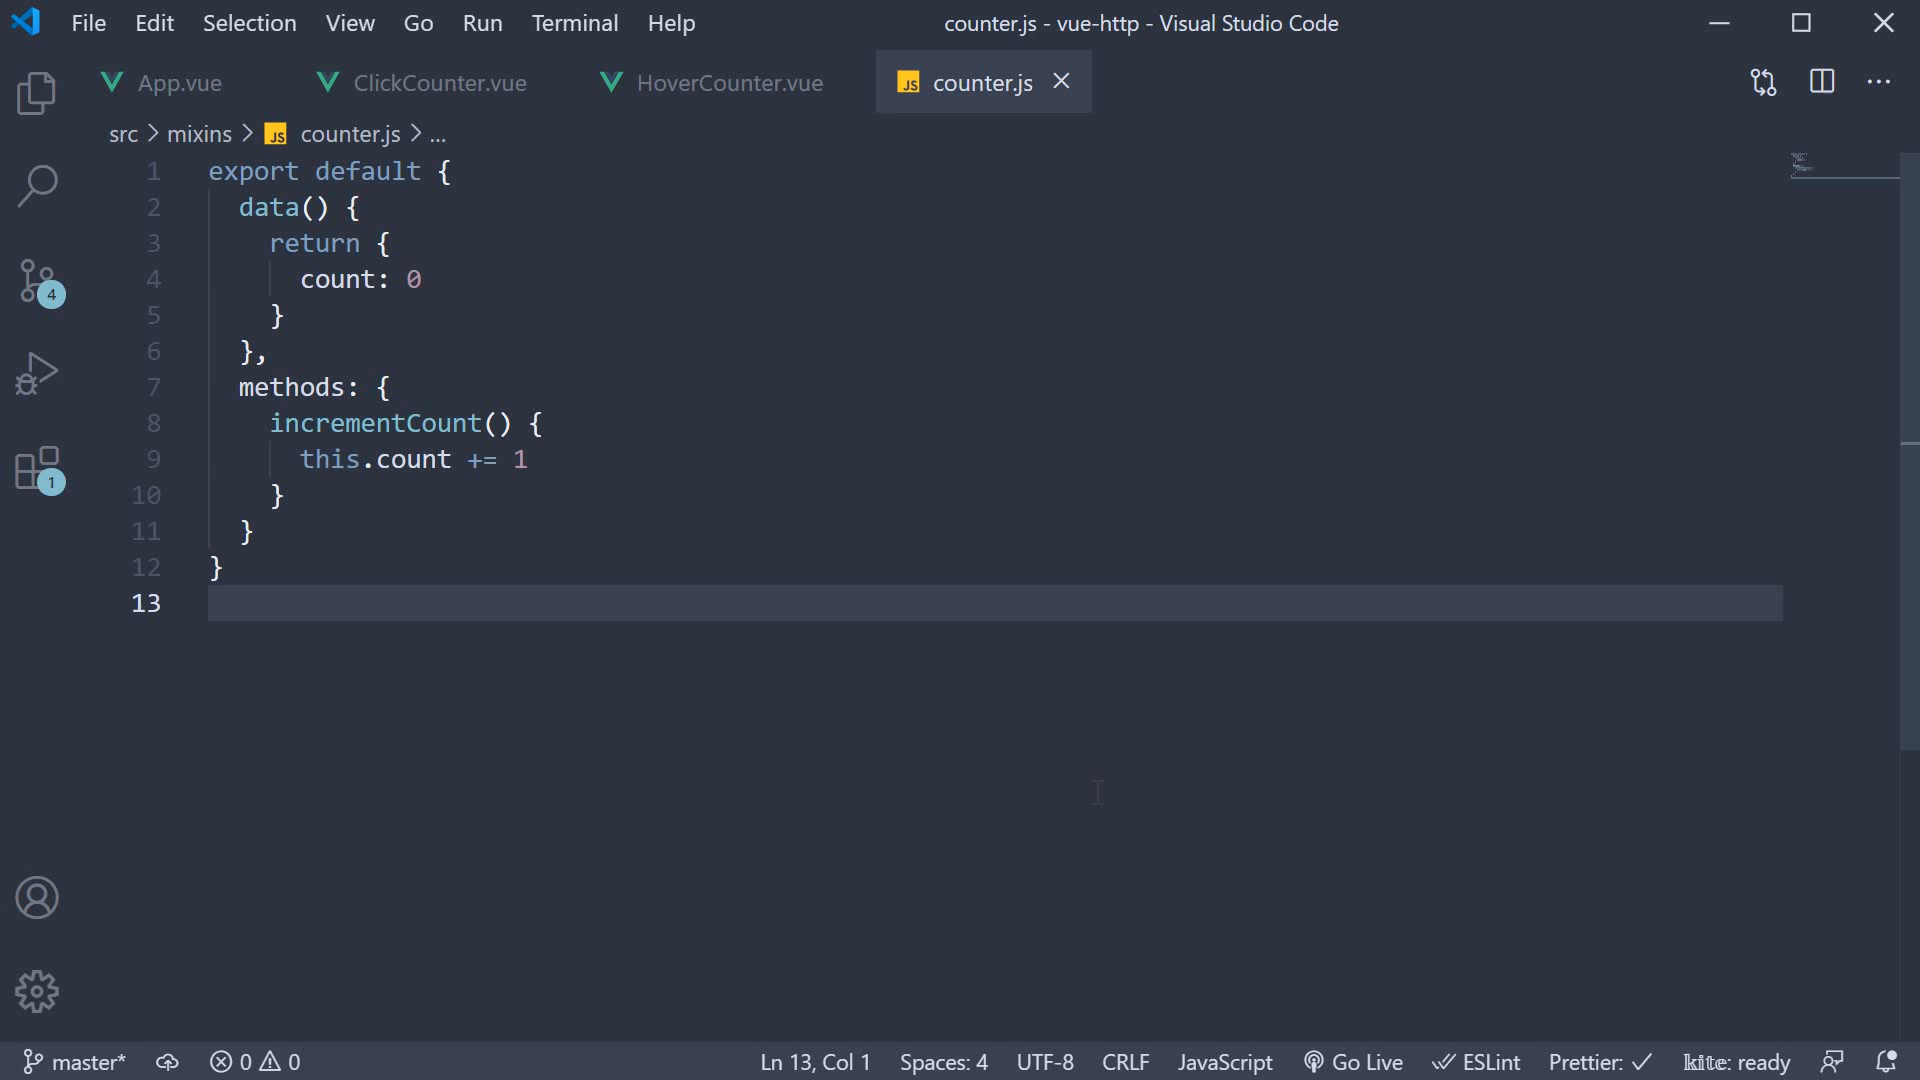 File Edit Selection View Go Run Terminal Help
counter.js - vue-http - Visual Studio Code
App.vue
ClickCounter.vue
HoverCounter.vue
JS counter.js
src > mixins > JS counter.js > ...
1 export default {
2 data() {
3 return {
4 count: 0
5 }
6 },
7 methods: {
8 incrementCount() {
9 this.count += 1
10 }
11 }
12 }
13
4
1
master* 0 0 Ln 13, Col 1 Spaces: 4 UTF-8 CRLF JavaScript Go Live ESLint Prettier: ✓ kite: ready